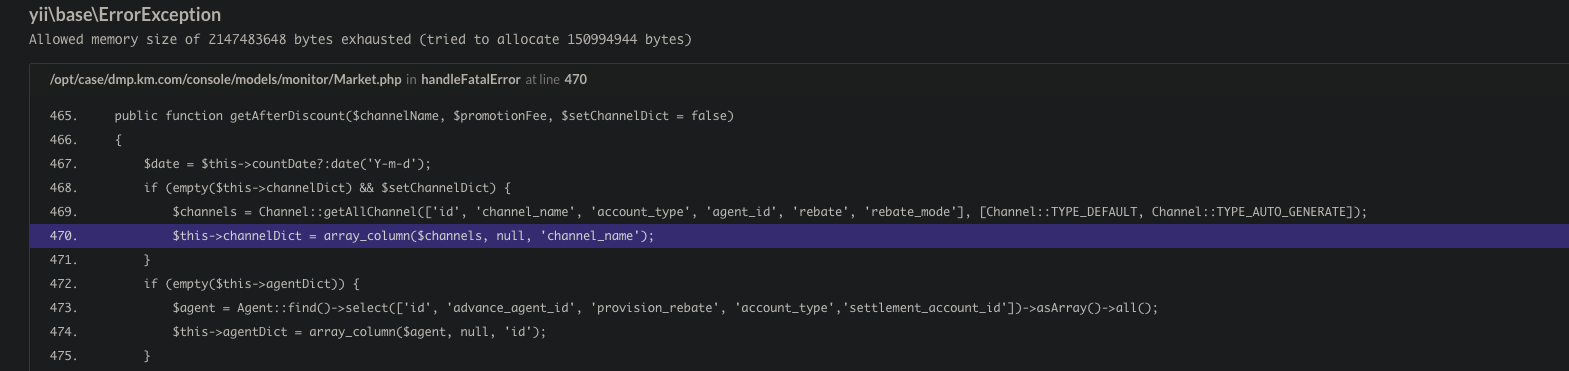 yii\base\ErrorException
Allowed memory size of 2147483648 bytes exhausted (tried to allocate 150994944 bytes)
/opt/case/dmp.km.com/console/models/monitor/Market.php in handleFatalError at line 470
465. public function getAfterDiscount($channelName, $promotionFee, $setChannelDict = false)
466. {
467. $date = $this->countDate?:date('Y-m-d');
468. if (empty($this->channelDict) && $setChannelDict) {
469. $channels = Channel::getAllChannel(['id', 'channel_name', 'account_type', 'agent_id', 'rebate', 'rebate_mode'], [Channel::TYPE_DEFAULT, Channel::TYPE_AUTO_GENERATE]);
470. $this->channelDict = array_column($channels, null, 'channel_name');
471. }
472. if (empty($this->agentDict)) {
473. $agent = Agent::find()->select(['id', 'advance_agent_id', 'provision_rebate', 'account_type','settlement_account_id'])->asArray()->all();
474. $this->agentDict = array_column($agent, null, 'id');
475. }